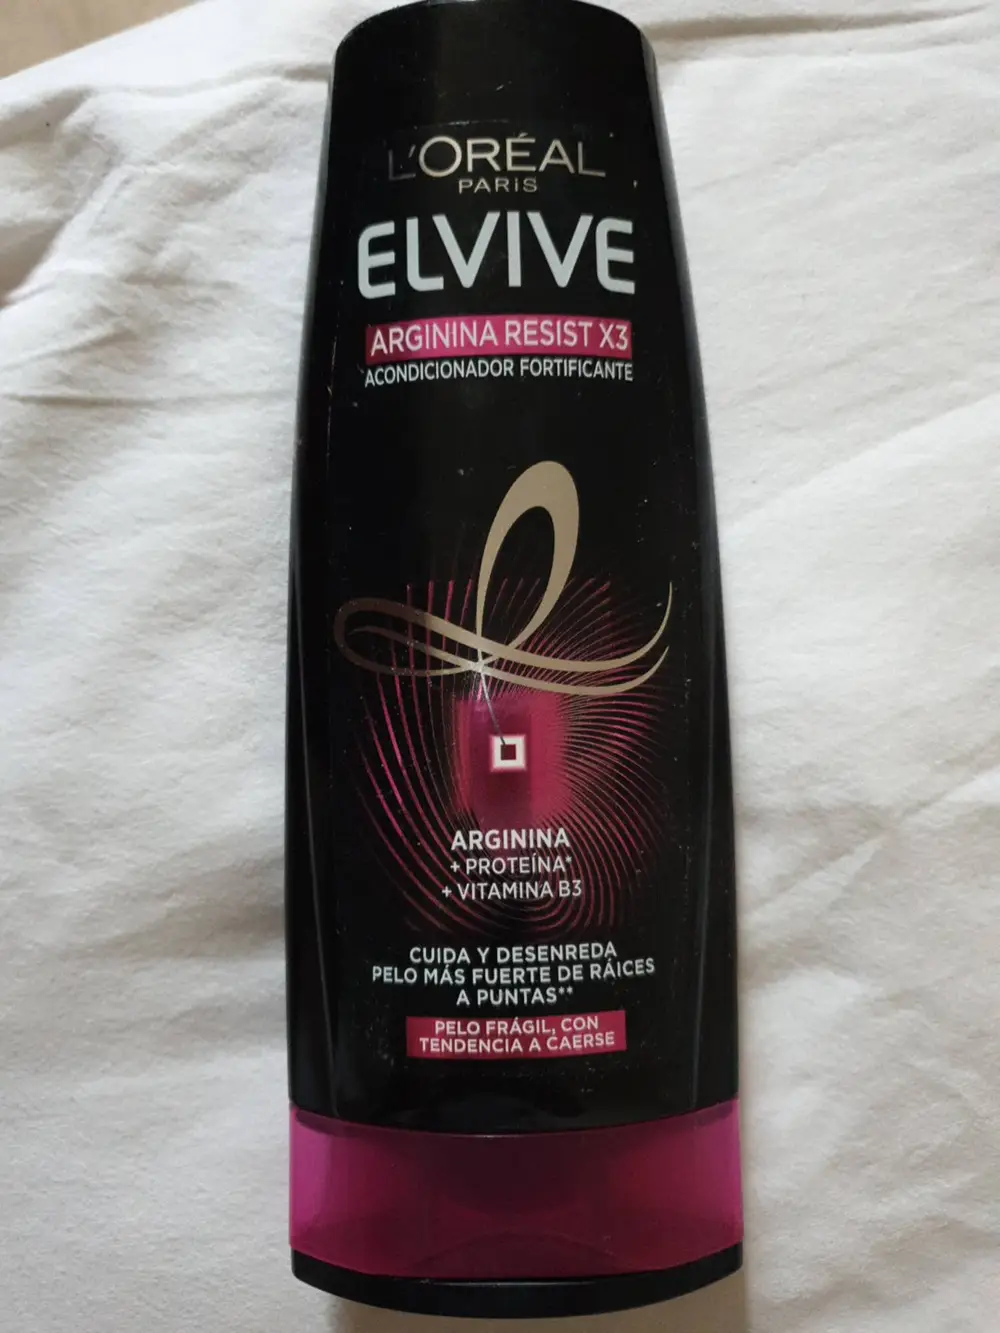 L'ORÉAL
PARIS
ELVIVE
ARGININA RESIST X3
ACONDICIONADOR FORTIFICANTE
ARGININA
+ PROTEÍNA*
+ VITAMINA B3
CUIDA Y DESENREDA
PELO MÁS FUERTE DE RÁICES
A PUNTAS**
PELO FRÁGIL, CON
TENDENCIA A CAERSE